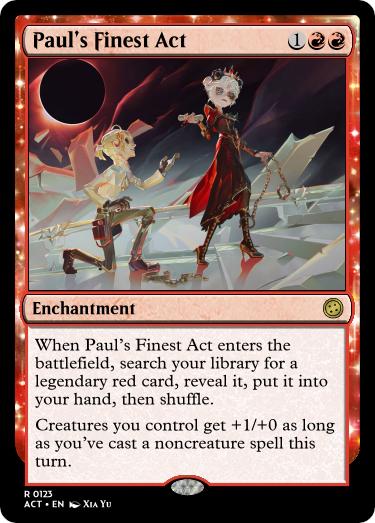 Paul's Finest Act 1
Enchantment
When Paul's Finest Act enters the
battlefield, search your library for a
legendary red card, reveal it, put it into
your hand, then shuffle.
Creatures you control get +1/+0 as long
as you've cast a noncreature spell this
turn.
R 0123
ACT • EN Xia Yu